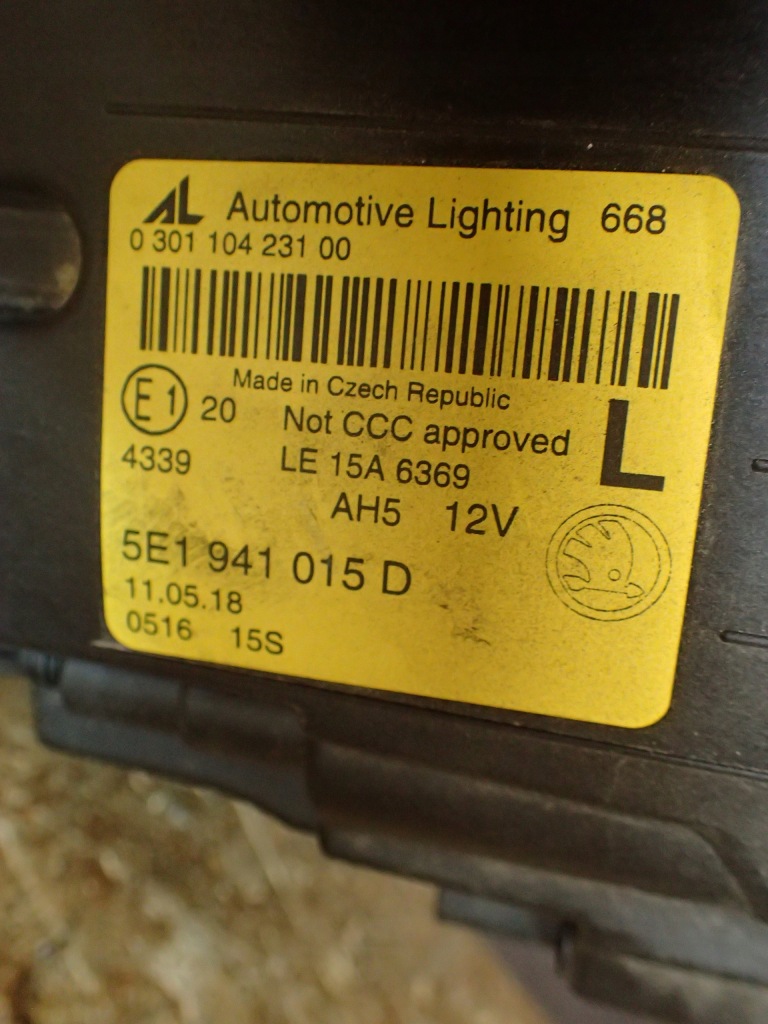 AL Automotive Lighting 668
0 301 104 231 00
Made in Czech Republic
E1 20 Not CCC approved L
4339 LE 15A 6369
AH5 12V
5E1 941 015 D
11.05.18
0516 15S